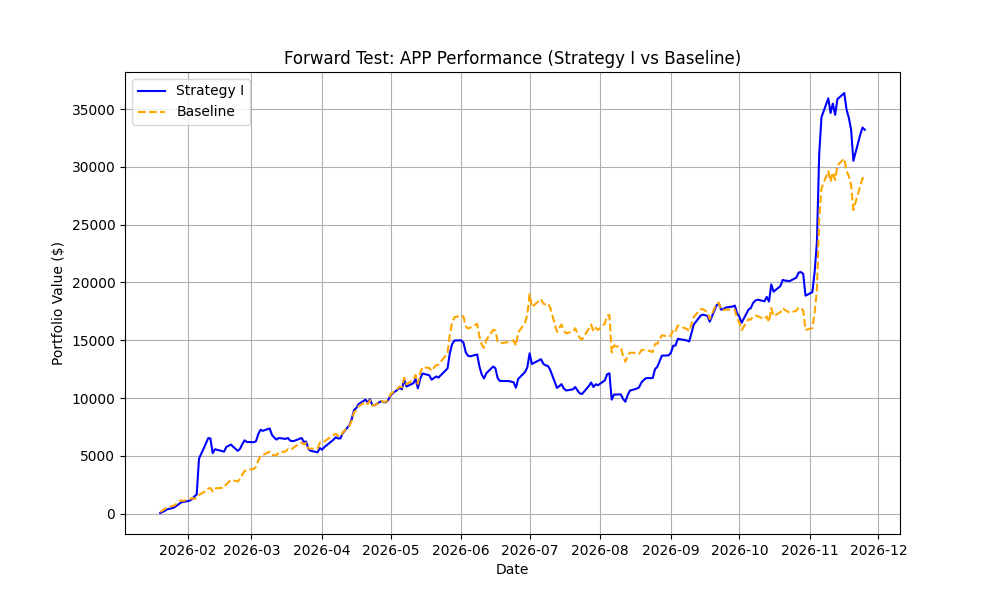 Forward Test: APP Performance (Strategy I vs Baseline)
Strategy I
Baseline
Portfolio Value ($)
35000
30000
25000
20000
15000
10000
5000
0
2026-02 2026-03 2026-04 2026-05 2026-06 2026-07 2026-08 2026-09 2026-10 2026-11 2026-12
Date